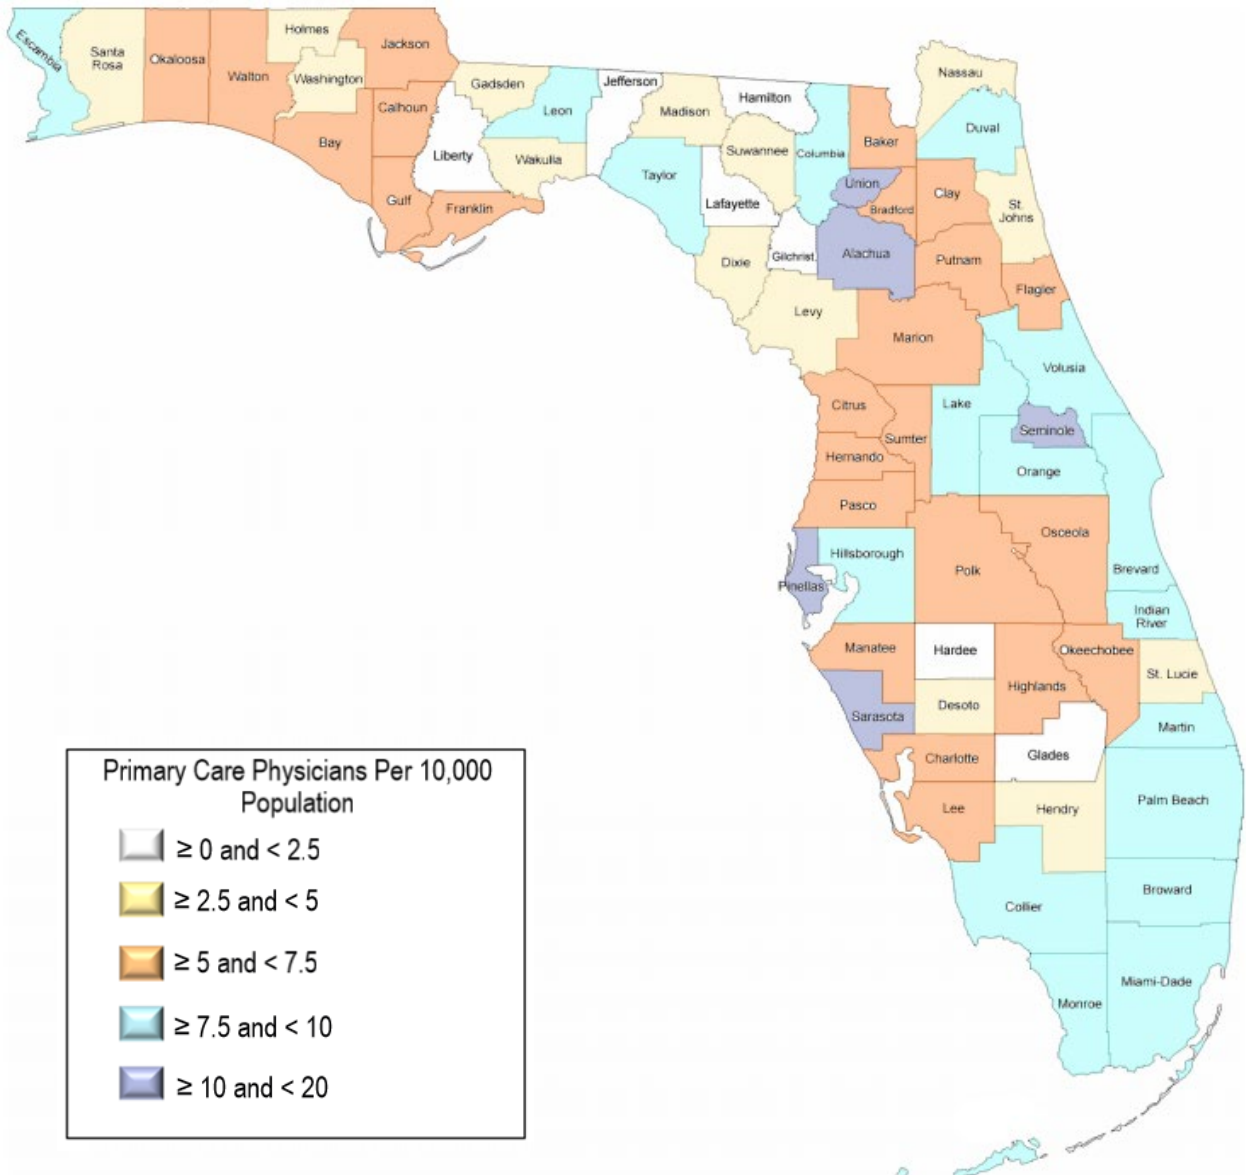 Escambia
Santa
Rosa
Okaloosa
Walton
Holmes
Washington
Jackson
Bay
Calhoun
Gulf
Liberty
Franklin
Gadsden
Leon
Wakulla
Jefferson
Madison
Taylor
Hamilton
Suwannee
Lafayette
Columbia
Baker
Nassau
Duval
Union
Bradford
Clay
St.
Johns
Dixie
Gilchrist
Alachua
Putnam
Flagler
Levy
Marion
Volusia
Citrus
Sumter
Lake
Seminole
Hernando
Orange
Pasco
Osceola
Hillsborough
Pinellas
Polk
Brevard
Indian
River
Manatee
Hardee
Highlands
Okeechobee
St. Lucie
Sarasota
Desoto
Martin
Charlotte
Glades
Lee
Hendry
Palm Beach
Collier
Broward
Monroe
Miami-Dade
Primary Care Physicians Per 10,000
Population
≥ 0 and < 2.5
≥ 2.5 and < 5
≥ 5 and < 7.5
≥ 7.5 and < 10
≥ 10 and < 20